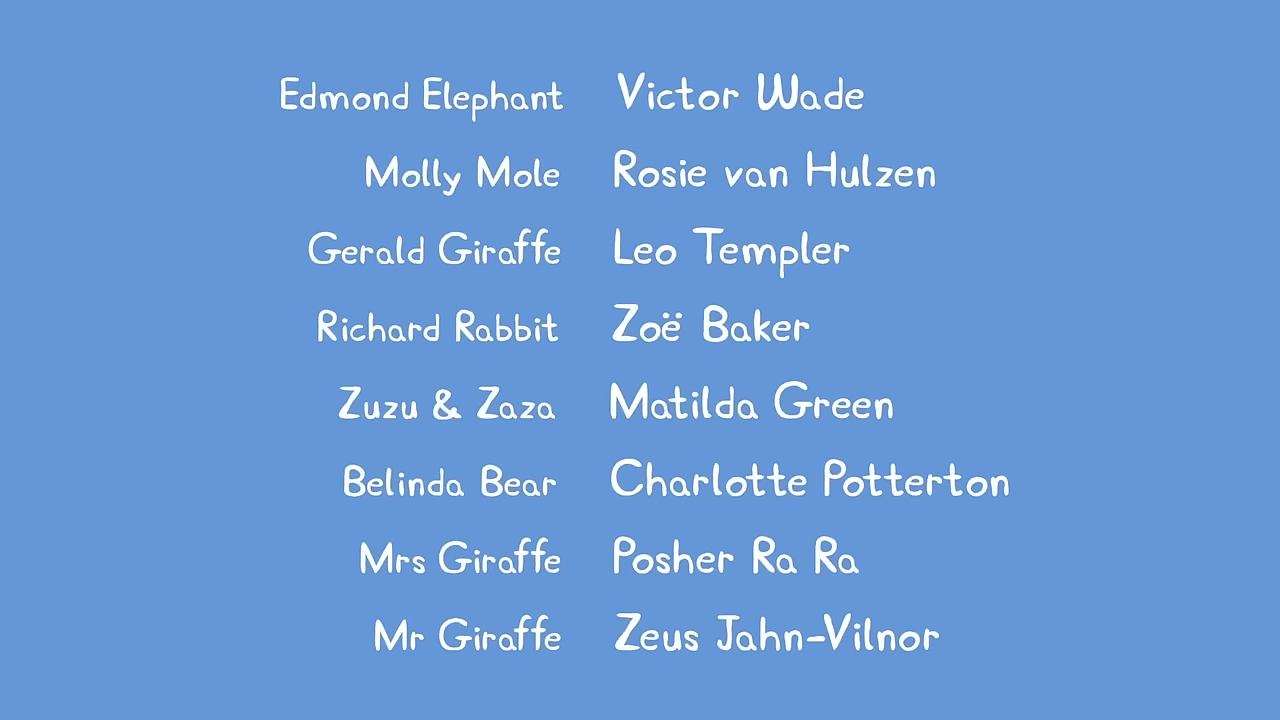 Edmond Elephant Victor Wade
Molly Mole Rosie van Hulzen
Gerald Giraffe Leo Templer
Richard Rabbit Zoë Baker
Zuzu & Zaza Matilda Green
Belinda Bear Charlotte Potterton
Mrs Giraffe Posher Ra Ra
Mr Giraffe Zeus Jahn-Vilnor